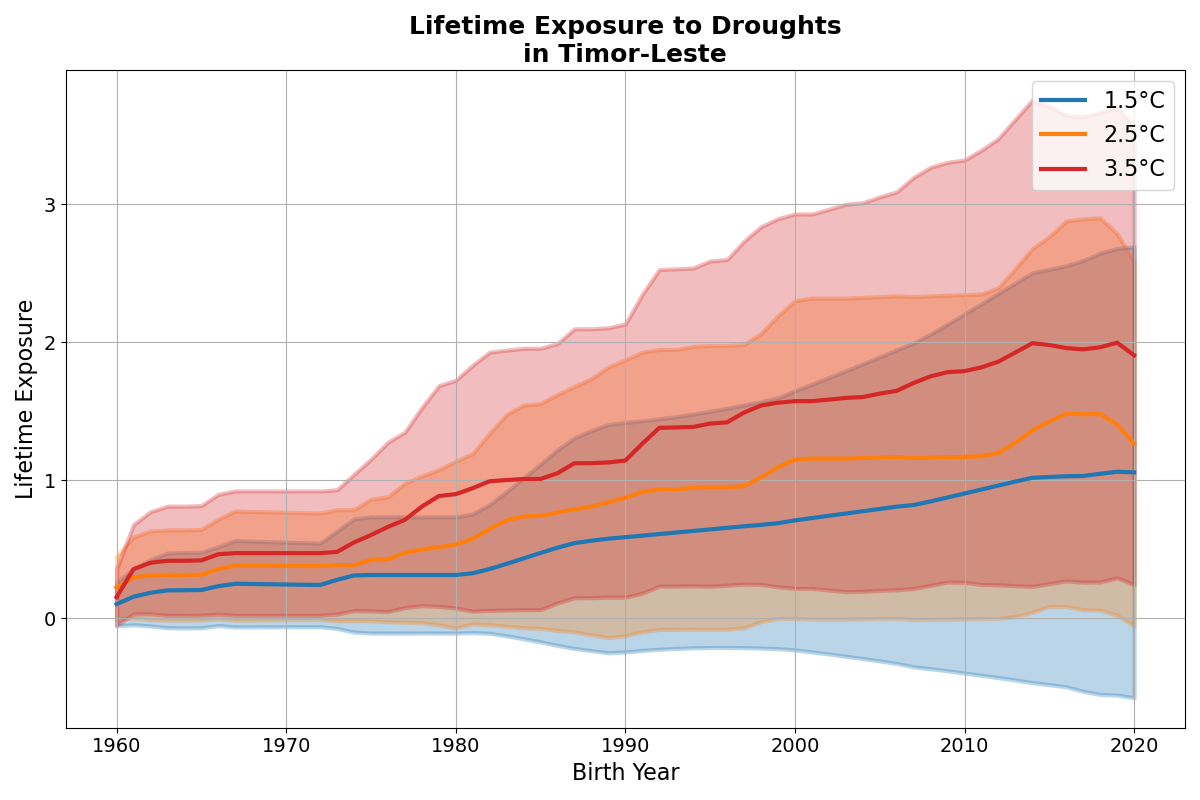 Lifetime Exposure to Droughts
in Timor-Leste
1.5°C
2.5°C
3.5°C
Lifetime Exposure
3
2
1
0
1960 1970 1980 1990 2000 2010 2020
Birth Year